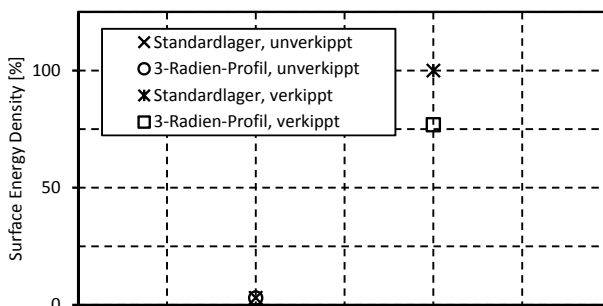 Surface Energy Density [%]
100
50
0
Standardlager, unverkippt
3-Radien-Profil, unverkippt
Standardlager, verkippt
3-Radien-Profil, verkippt